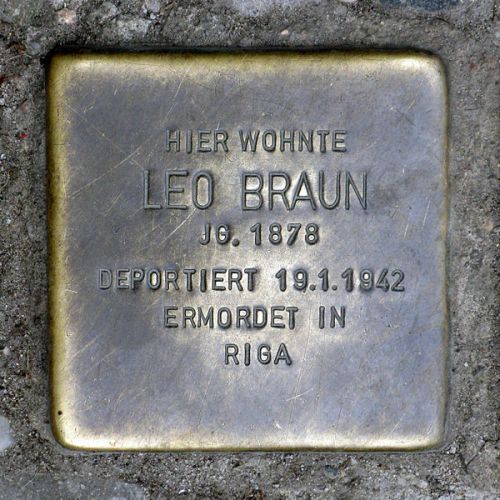 HIER WOHNTE
LEO BRAUN
JG. 1878
DEPORTIERT 19.1.1942
ERMORDET IN
RIGA